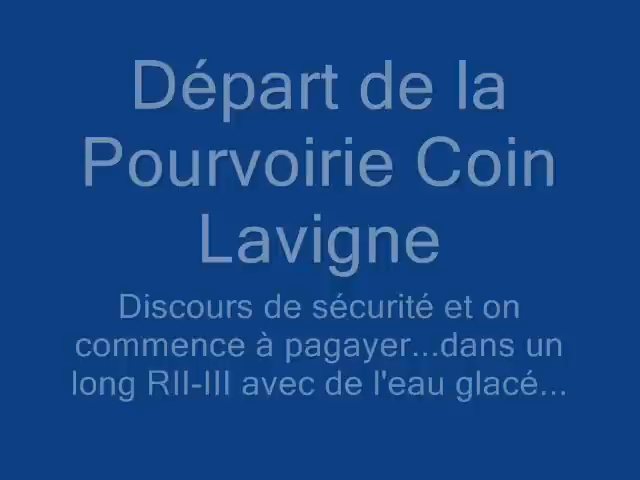 Départ de la
Pourvoirie Coin
Lavigne
Discours de sécurité et on
commence à pagayer...dans un
long RII-III avec de l'eau glacé...